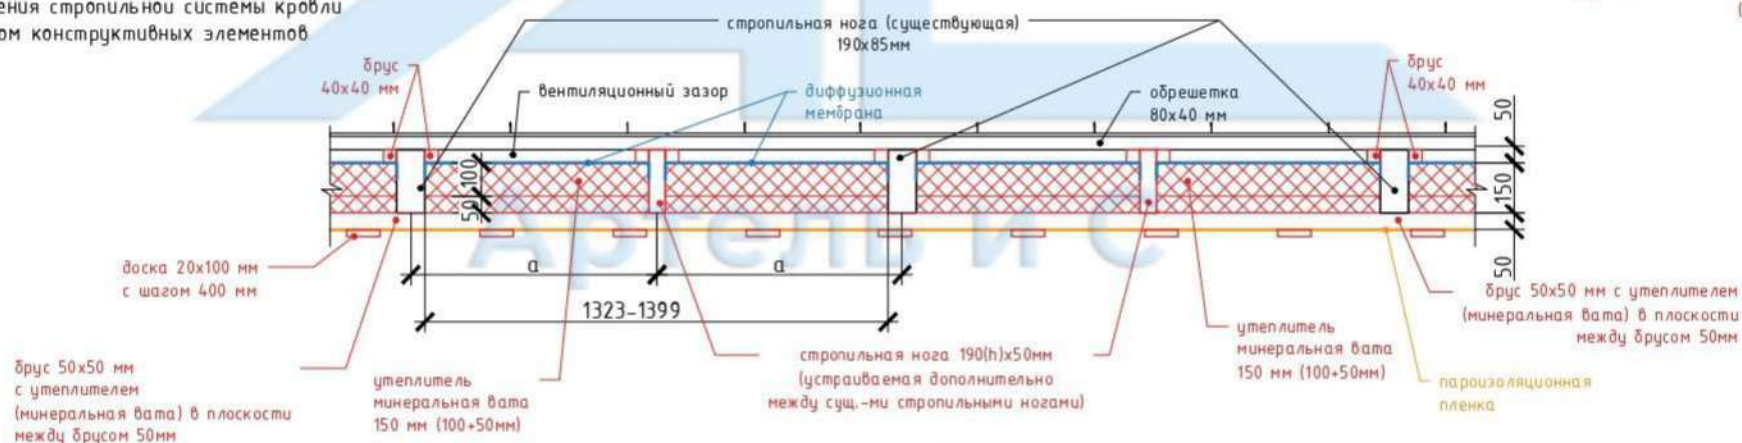 ения стропильной системы кровли
ом конструктивных элементов
стропильная нога (существующая)
190х85мм
брус
40х40 мм
вентиляционный зазор
диффузионная
мембрана
обрешетка
80х40 мм
брус
40х40 мм
50
100
50
150
50
Артель и С
доска 20х100 мм
с шагом 400 мм
а
а
1323-1399
брус 50х50 мм
с утеплителем
(минеральная вата) в плоскости
между брусом 50мм
утеплитель
минеральная вата
150 мм (100+50мм)
стропильная нога 190(h)х50мм
(устраиваемая дополнительно
между сущ.-ми стропильными ногами)
утеплитель
минеральная вата
150 мм (100+50мм)
брус 50х50 мм с утеплителем
(минеральная вата) в плоскости
между брусом 50мм
пароизоляционная
пленка